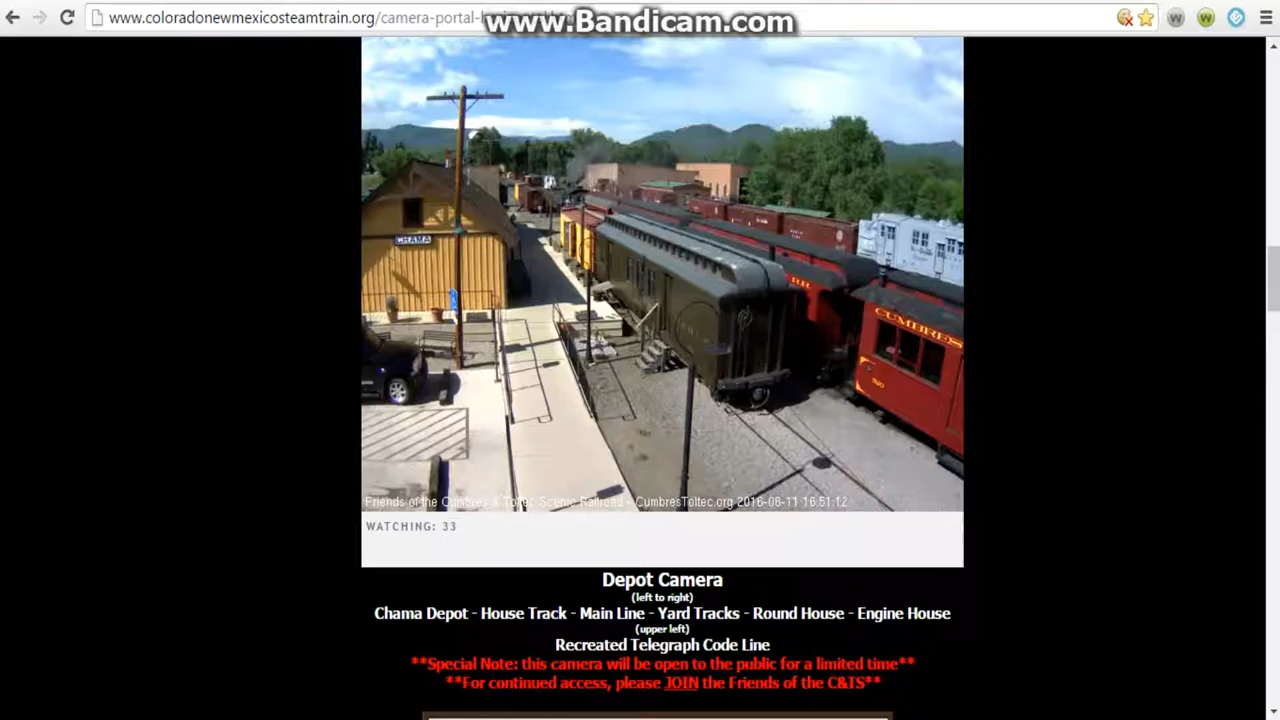 www.coloradonewmexicosteamtrain.org/camera-portal-
www.Bandicam.com
CHAMA
CUMBRES
R.R.
Friends of the Cumbres & Toltec Scenic Railroad - CumbresToltec.org 2016-06-11 16:51:12
WATCHING: 33
Depot Camera
(left to right)
Chama Depot - House Track - Main Line - Yard Tracks - Round House - Engine House
(upper left)
Recreated Telegraph Code Line
**Special Note: this camera will be open to the public for a limited time**
**For continued access, please JOIN the Friends of the C&TS**